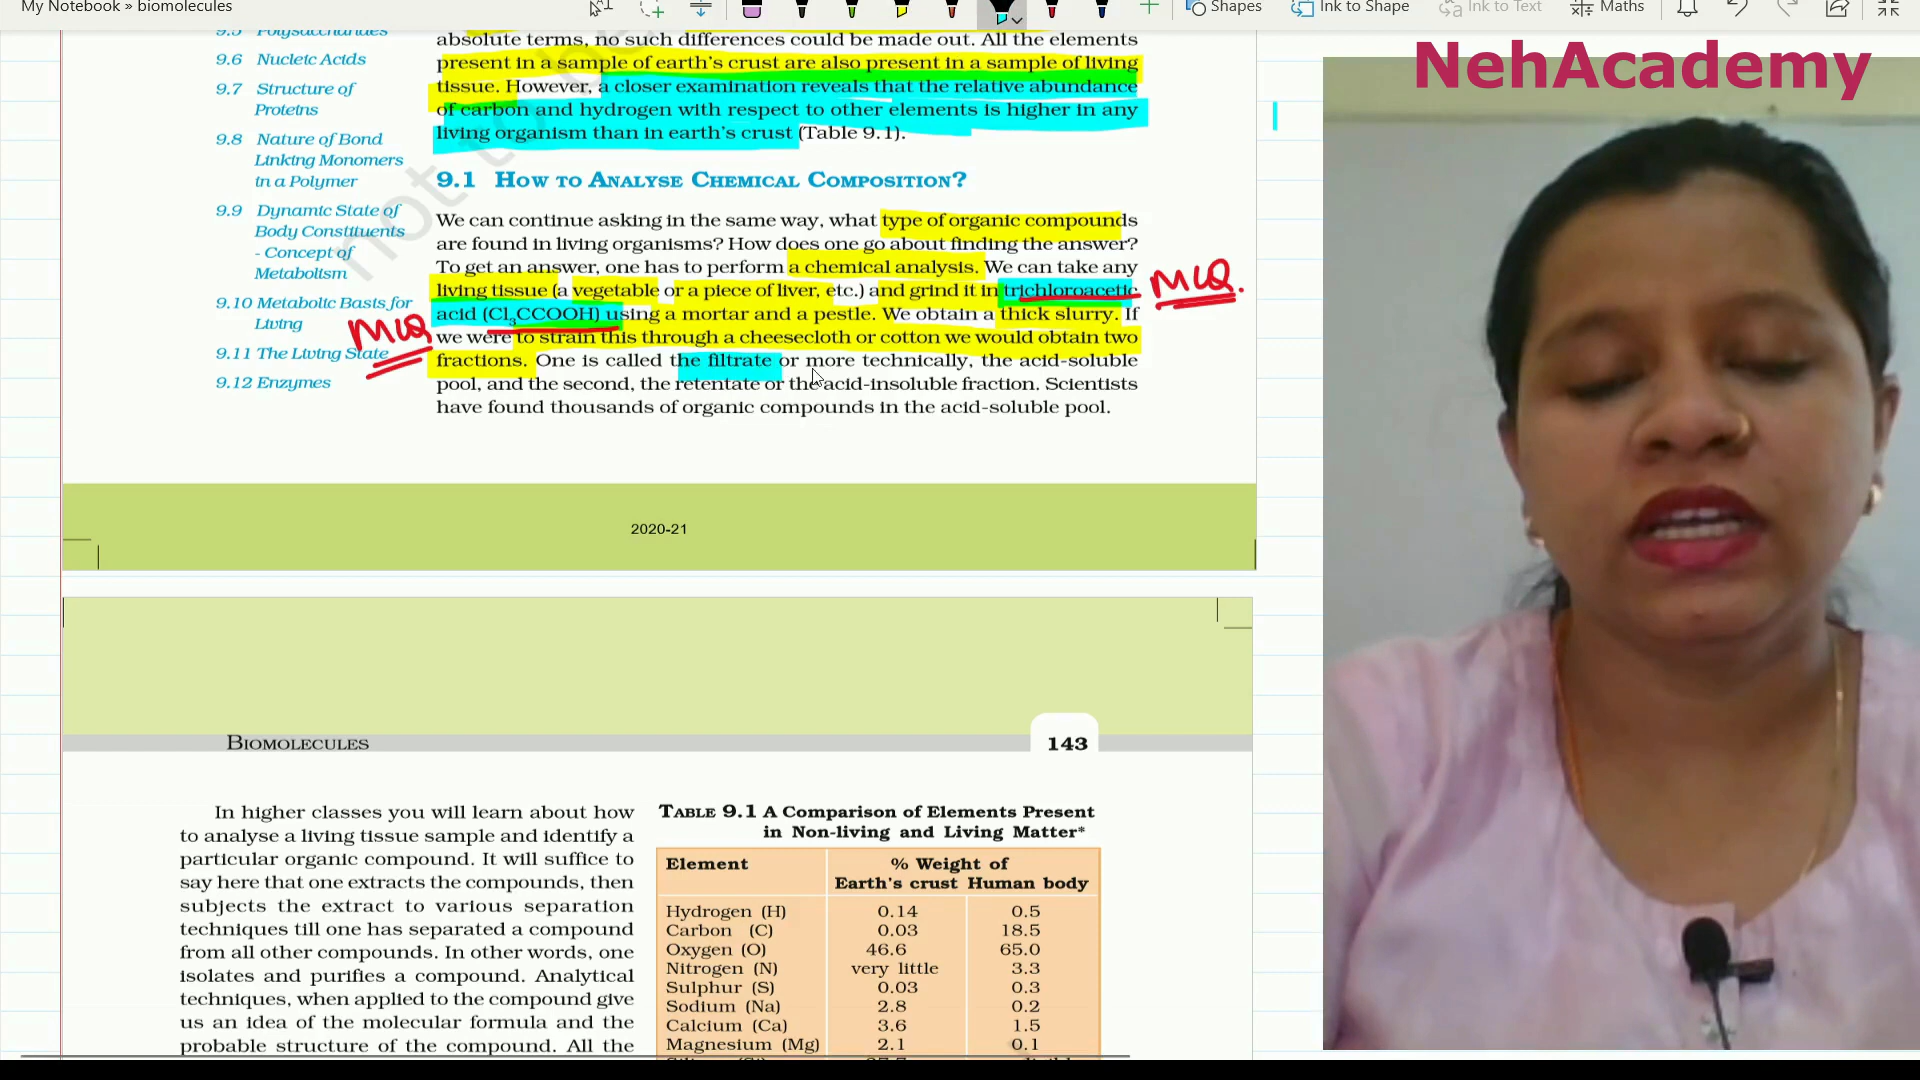 My Notebook » biomolecules
Shapes
Ink to Shape
Ink to Text
Maths
NehAcademy
9.5 Polysaccharides
9.6 Nucleic Acids
9.7 Structure of
Proteins
9.8 Nature of Bond
Linking Monomers
in a Polymer
9.9 Dynamic State of
Body Constituents
- Concept of
Metabolism
9.10 Metabolic Basis for
Living
9.11 The Living State
9.12 Enzymes
absolute terms, no such differences could be made out. All the elements
present in a sample of earth's crust are also present in a sample of living
tissue. However, a closer examination reveals that the relative abundance
of carbon and hydrogen with respect to other elements is higher in any
living organism than in earth's crust (Table 9.1).
9.1 HOW TO ANALYSE CHEMICAL COMPOSITION?
We can continue asking in the same way, what type of organic compounds
are found in living organisms? How does one go about finding the answer?
To get an answer, one has to perform a chemical analysis. We can take any
living tissue (a vegetable or a piece of liver, etc.) and grind it in trichloroacetic
acid (Cl₃CCOOH) using a mortar and a pestle. We obtain a thick slurry. If
we were to strain this through a cheesecloth or cotton we would obtain two
fractions. One is called the filtrate or more technically, the acid-soluble
pool, and the second, the retentate or the acid-insoluble fraction. Scientists
have found thousands of organic compounds in the acid-soluble pool.
MCQ
MCQ.
not to be
2020-21
BIOMOLECULES
143
In higher classes you will learn about how
to analyse a living tissue sample and identify a
particular organic compound. It will suffice to
say here that one extracts the compounds, then
subjects the extract to various separation
techniques till one has separated a compound
from all other compounds. In other words, one
isolates and purifies a compound. Analytical
techniques, when applied to the compound give
us an idea of the molecular formula and the
probable structure of the compound. All the
TABLE 9.1 A Comparison of Elements Present
in Non-living and Living Matter*
Element % Weight of
Earth's crust Human body
Hydrogen (H) 0.14 0.5
Carbon (C) 0.03 18.5
Oxygen (O) 46.6 65.0
Nitrogen (N) very little 3.3
Sulphur (S) 0.03 0.3
Sodium (Na) 2.8 0.2
Calcium (Ca) 3.6 1.5
Magnesium (Mg) 2.1 0.1